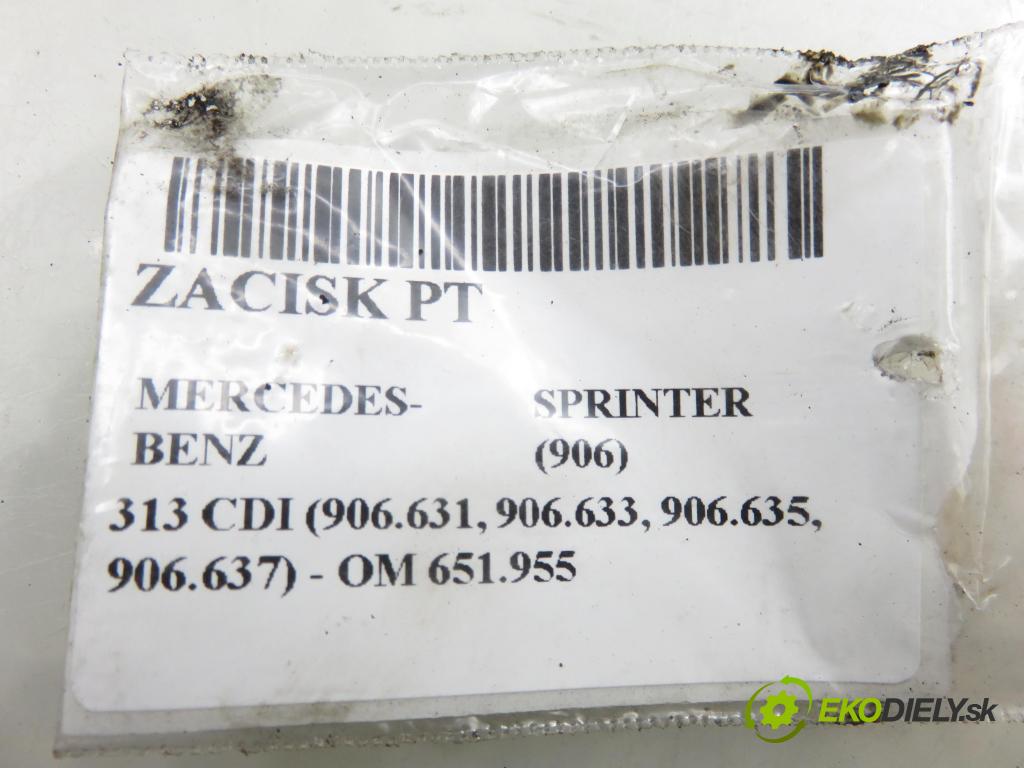 ZACISK PT
MERCEDES- SPRINTER
BENZ (906)
313 CDI (906.631, 906.633, 906.635,
906.637) - OM 651.955
EKODIELY.sk